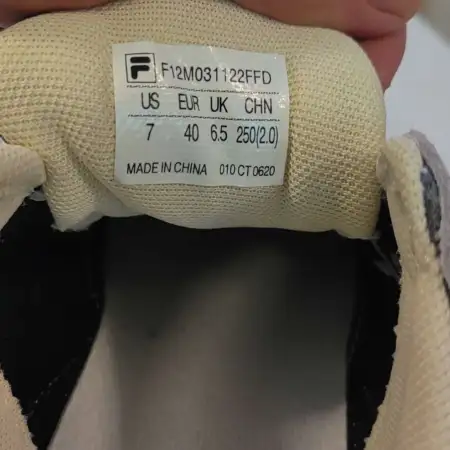 F F12M031122FFD
US EUR UK CHN
7 40 6.5 250(2.0)
MADE IN CHINA 010 CT 0620